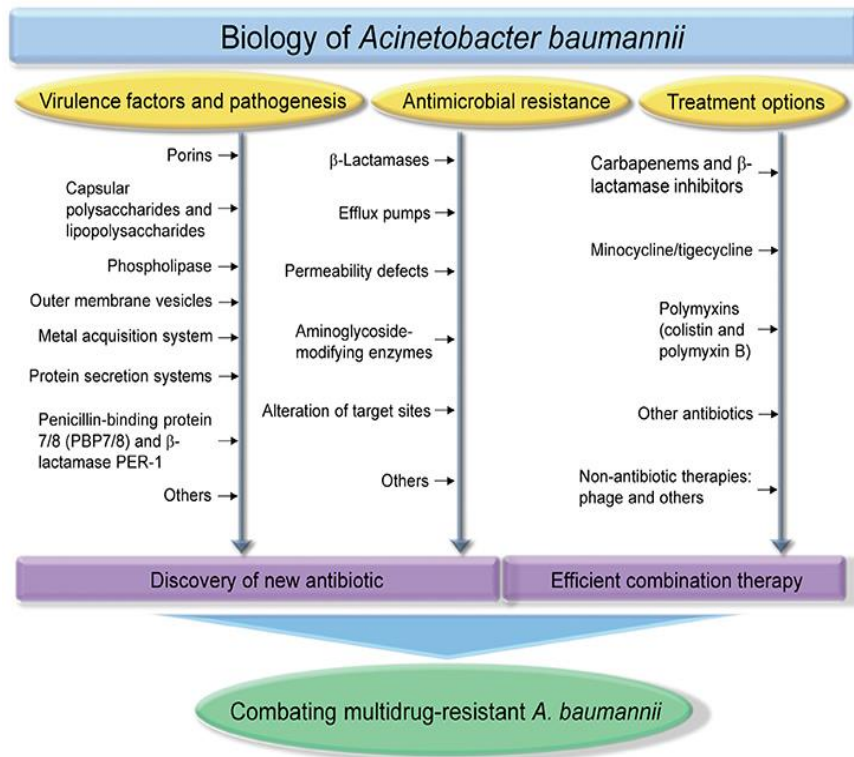 Biology of Acinetobacter baumannii
Virulence factors and pathogenesis
Porins
Capsular
polysaccharides and
lipopolysaccharides
Phospholipase
Outer membrane vesicles
Metal acquisition system
Protein secretion systems
Penicillin-binding protein
7/8 (PBP7/8) and β-
lactamase PER-1
Others
Antimicrobial resistance
β-Lactamases
Efflux pumps
Permeability defects
Aminoglycoside-
modifying enzymes
Alteration of target sites
Others
Treatment options
Carbapenems and β-
lactamase inhibitors
Minocycline/tigecycline
Polymyxins
(colistin and
polymyxin B)
Other antibiotics
Non-antibiotic therapies:
phage and others
Discovery of new antibiotic
Efficient combination therapy
Combating multidrug-resistant A. baumannii